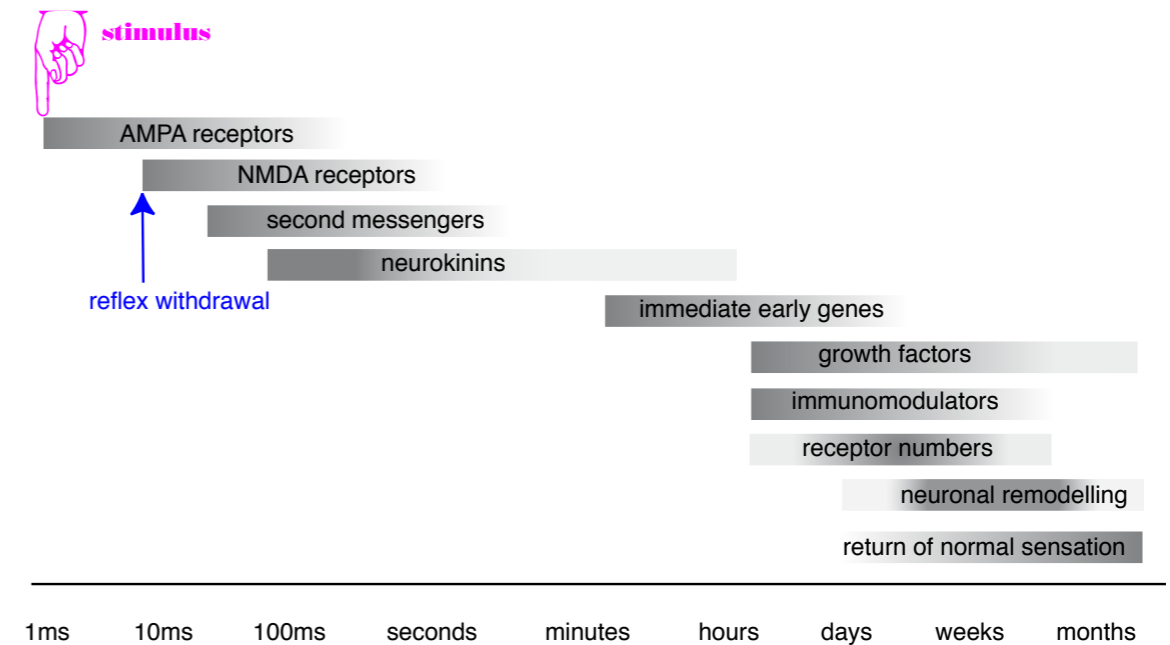 stimulus
AMPA receptors
NMDA receptors
second messengers
neurokinins
reflex withdrawal
immediate early genes
growth factors
immunomodulators
receptor numbers
neuronal remodelling
return of normal sensation
1ms 10ms 100ms seconds minutes hours days weeks months